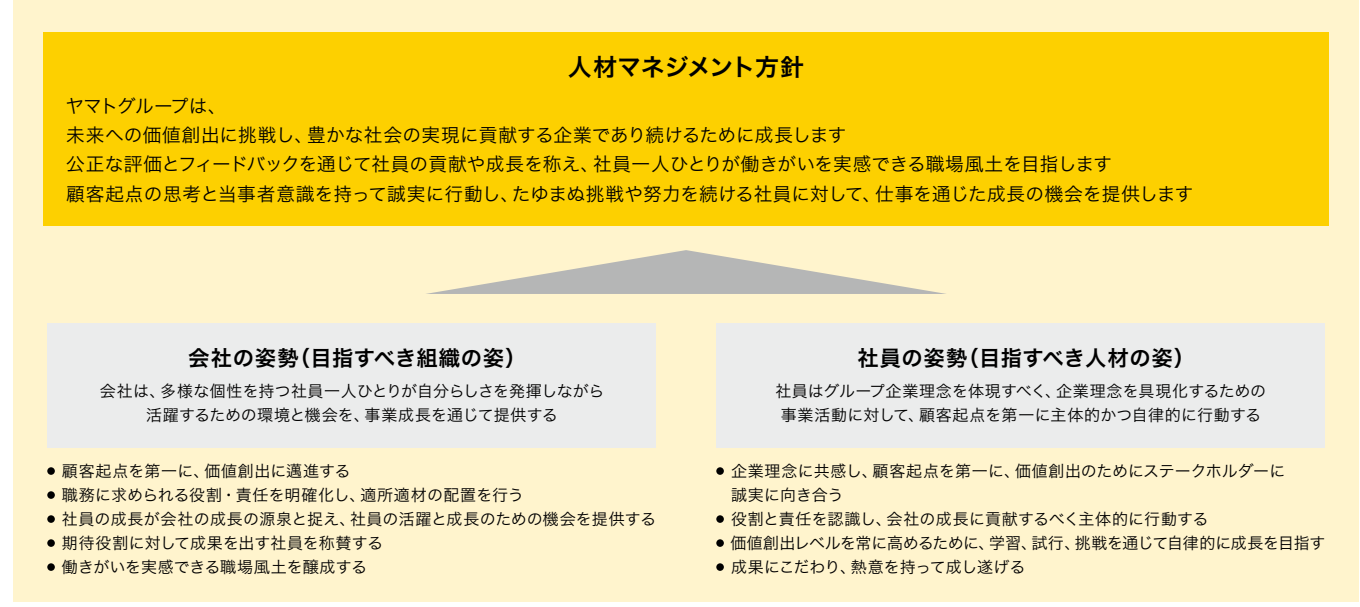 人材マネジメント方針
ヤマトグループは、
未来への価値創出に挑戦し、豊かな社会の実現に貢献する企業であり続けるために成長します
公正な評価とフィードバックを通じて社員の貢献や成長を称え、社員一人ひとりが働きがいを実感できる職場風土を目指します
顧客起点の思考と当事者意識を持って誠実に行動し、たゆまぬ挑戦や努力を続ける社員に対して、仕事を通じた成長の機会を提供します
会社の姿勢（目指すべき組織の姿）
会社は、多様な個性を持つ社員一人ひとりが自分らしさを発揮しながら
活躍するための環境と機会を、事業成長を通じて提供する
● 顧客起点を第一に、価値創出に邁進する
● 職務に求められる役割・責任を明確化し、適所適材の配置を行う
● 社員の成長が会社の成長の源泉と捉え、社員の活躍と成長のための機会を提供する
● 期待役割に対して成果を出す社員を称賛する
● 働きがいを実感できる職場風土を醸成する
社員の姿勢（目指すべき人材の姿）
社員はグループ企業理念を体現すべく、企業理念を具現化するための
事業活動に対して、顧客起点を第一に主体的かつ自律的に行動する
● 企業理念に共感し、顧客起点を第一に、価値創出のためにステークホルダーに
誠実に向き合う
● 役割と責任を認識し、会社の成長に貢献するべく主体的に行動する
● 価値創出レベルを常に高めるために、学習、試行、挑戦を通じて自律的に成長を目指す
● 成果にこだわり、熱意を持って成し遂げる